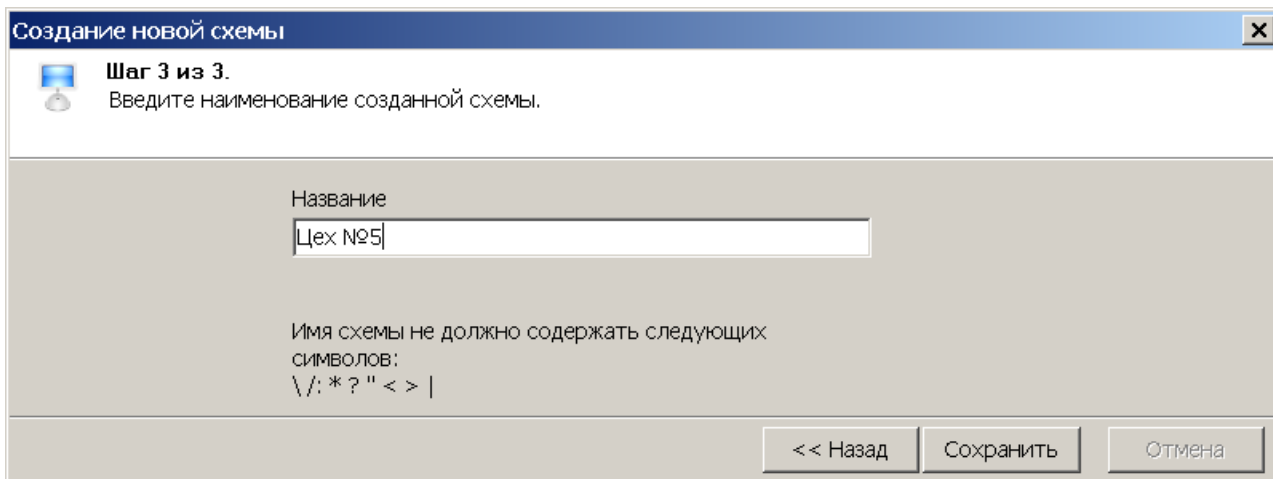 Создание новой схемы
Шаг 3 из 3.
Введите наименование созданной схемы.
Название
Цех №5
Имя схемы не должно содержать следующих
символов:
\ /: * ? " < > |
<< Назад Сохранить Отмена